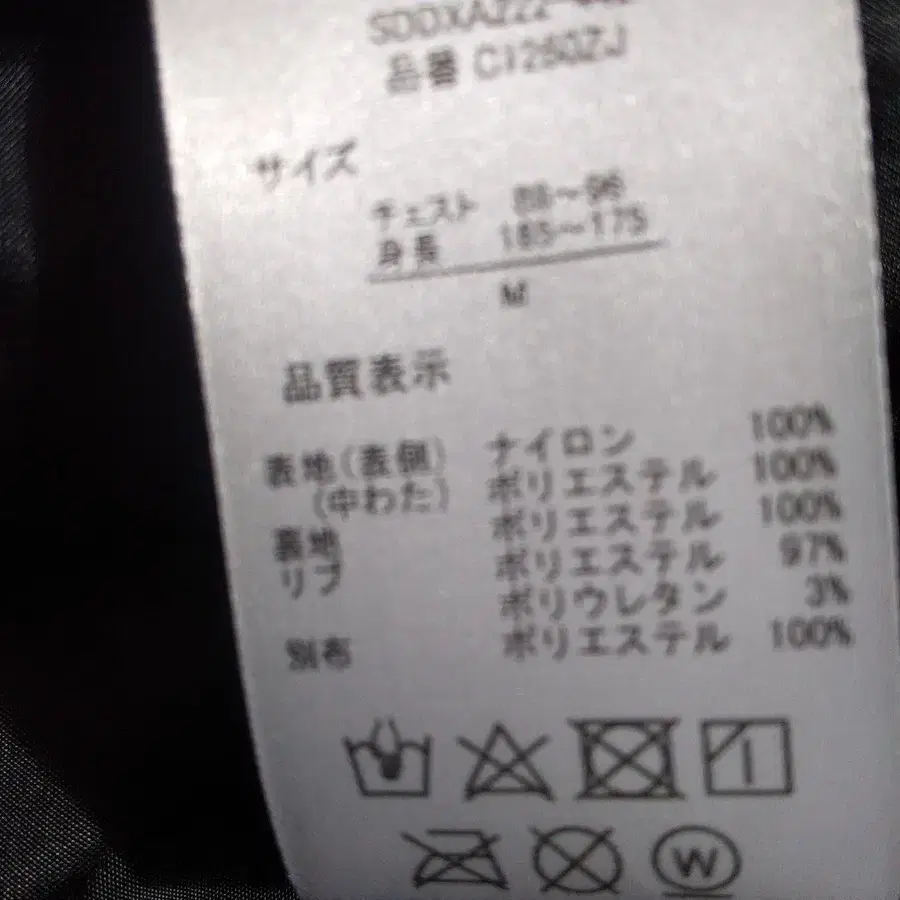 品番 C1260ZJ
サイズ
チェスト 88～96
身長 165～175
M
品質表示
表地(表側) ナイロン 100%
(中わた) ポリエステル 100%
裏地 ポリエステル 100%
リブ ポリエステル 97%
ポリウレタン 3%
別布 ポリエステル 100%
W